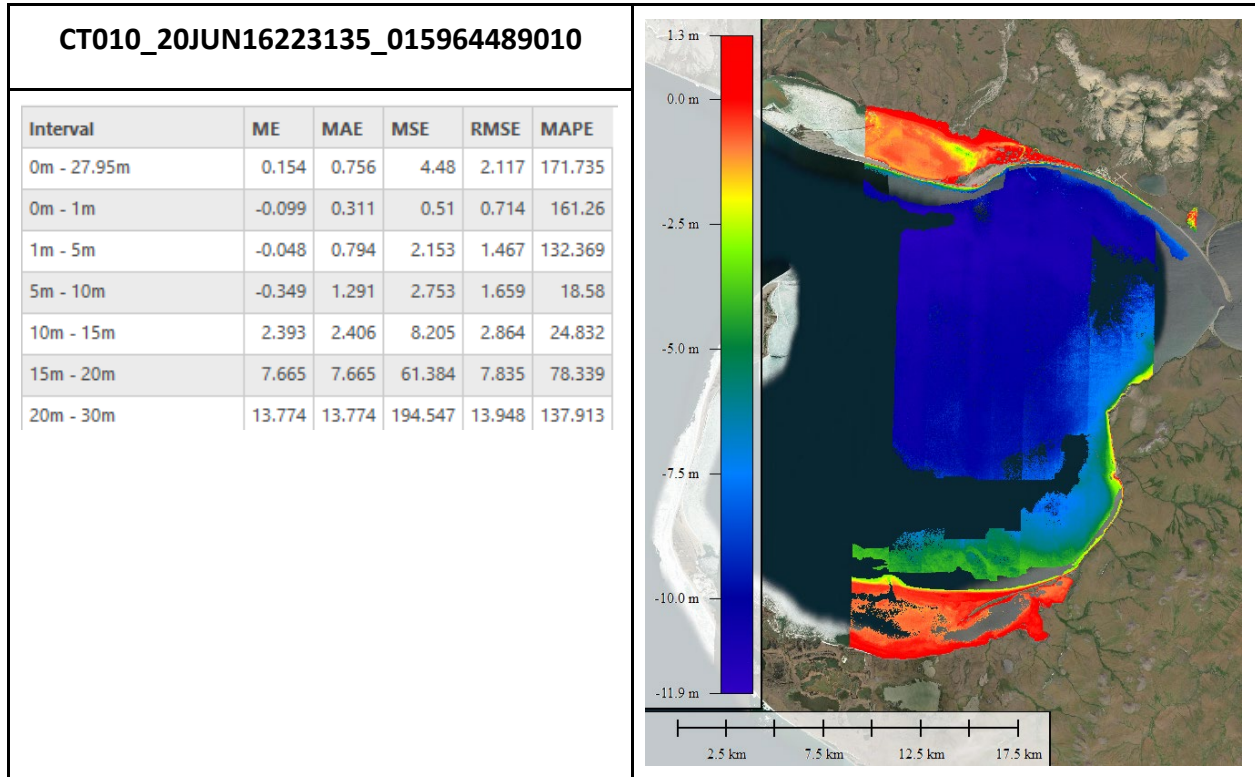 CT010_20JUN16223135_015964489010
Interval ME MAE MSE RMSE MAPE
0m - 27.95m 0.154 0.756 4.48 2.117 171.735
0m - 1m -0.099 0.311 0.51 0.714 161.26
1m - 5m -0.048 0.794 2.153 1.467 132.369
5m - 10m -0.349 1.291 2.753 1.659 18.58
10m - 15m 2.393 2.406 8.205 2.864 24.832
15m - 20m 7.665 7.665 61.384 7.835 78.339
20m - 30m 13.774 13.774 194.547 13.948 137.913
1.3 m
0.0 m
-2.5 m
-5.0 m
-7.5 m
-10.0 m
-11.9 m
2.5 km 7.5 km 12.5 km 17.5 km